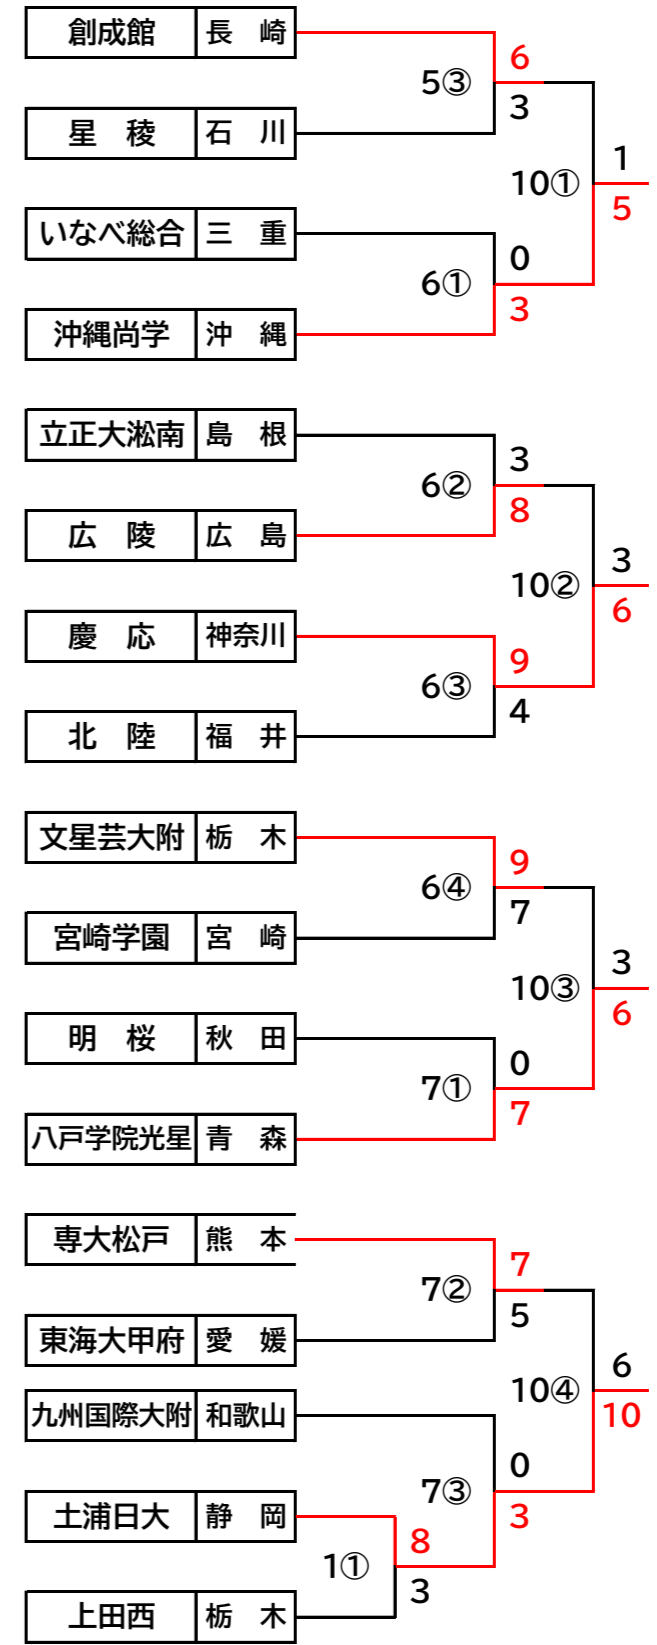 創成館 長 崎
6
5③
3
星 稜 石 川
1
10①
5
いなべ総合 三 重
0
6①
3
沖縄尚学 沖 縄
立正大淞南 島 根
3
6②
8
広 陵 広 島
3
10②
6
慶 応 神奈川
9
6③
4
北 陸 福 井
文星芸大附 栃 木
9
6④
7
宮崎学園 宮 崎
3
10③
6
明 桜 秋 田
0
7①
7
八戸学院光星 青 森
専大松戸 熊 本
7
7②
5
東海大甲府 愛 媛
6
10④
10
九州国際大附 和歌山
0
7③
3
土浦日大 静 岡
8
1①
3
上田西 栃 木